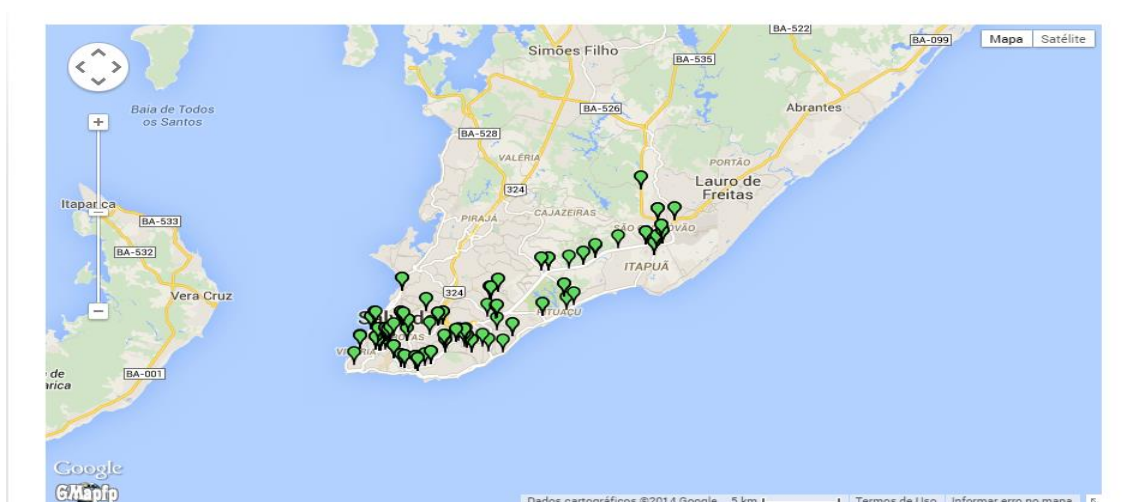 BA-522
BA-099
Mapa
Satélite
Simões Filho
BA-535
Baia de Todos
os Santos
BA-526
Abrantes
BA-528
VALÉRIA
PORTÃO
Lauro de
Freitas
324
Itaparica
BA-533
PIRAJÁ
CAJAZEIRAS
BA-532
ITAPUÃ
Vera Cruz
324
BA-001
Google
GMapfp
Dados cartográficos ©2014 Google
5 km
Termos de Uso
Informar erro no mapa